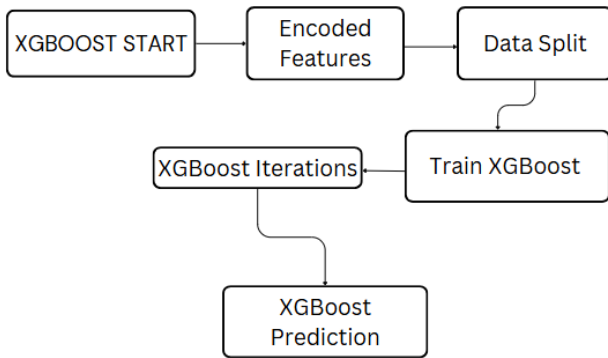 XGBOOST START
Encoded
Features
Data Split
Train XGBoost
XGBoost Iterations
XGBoost
Prediction